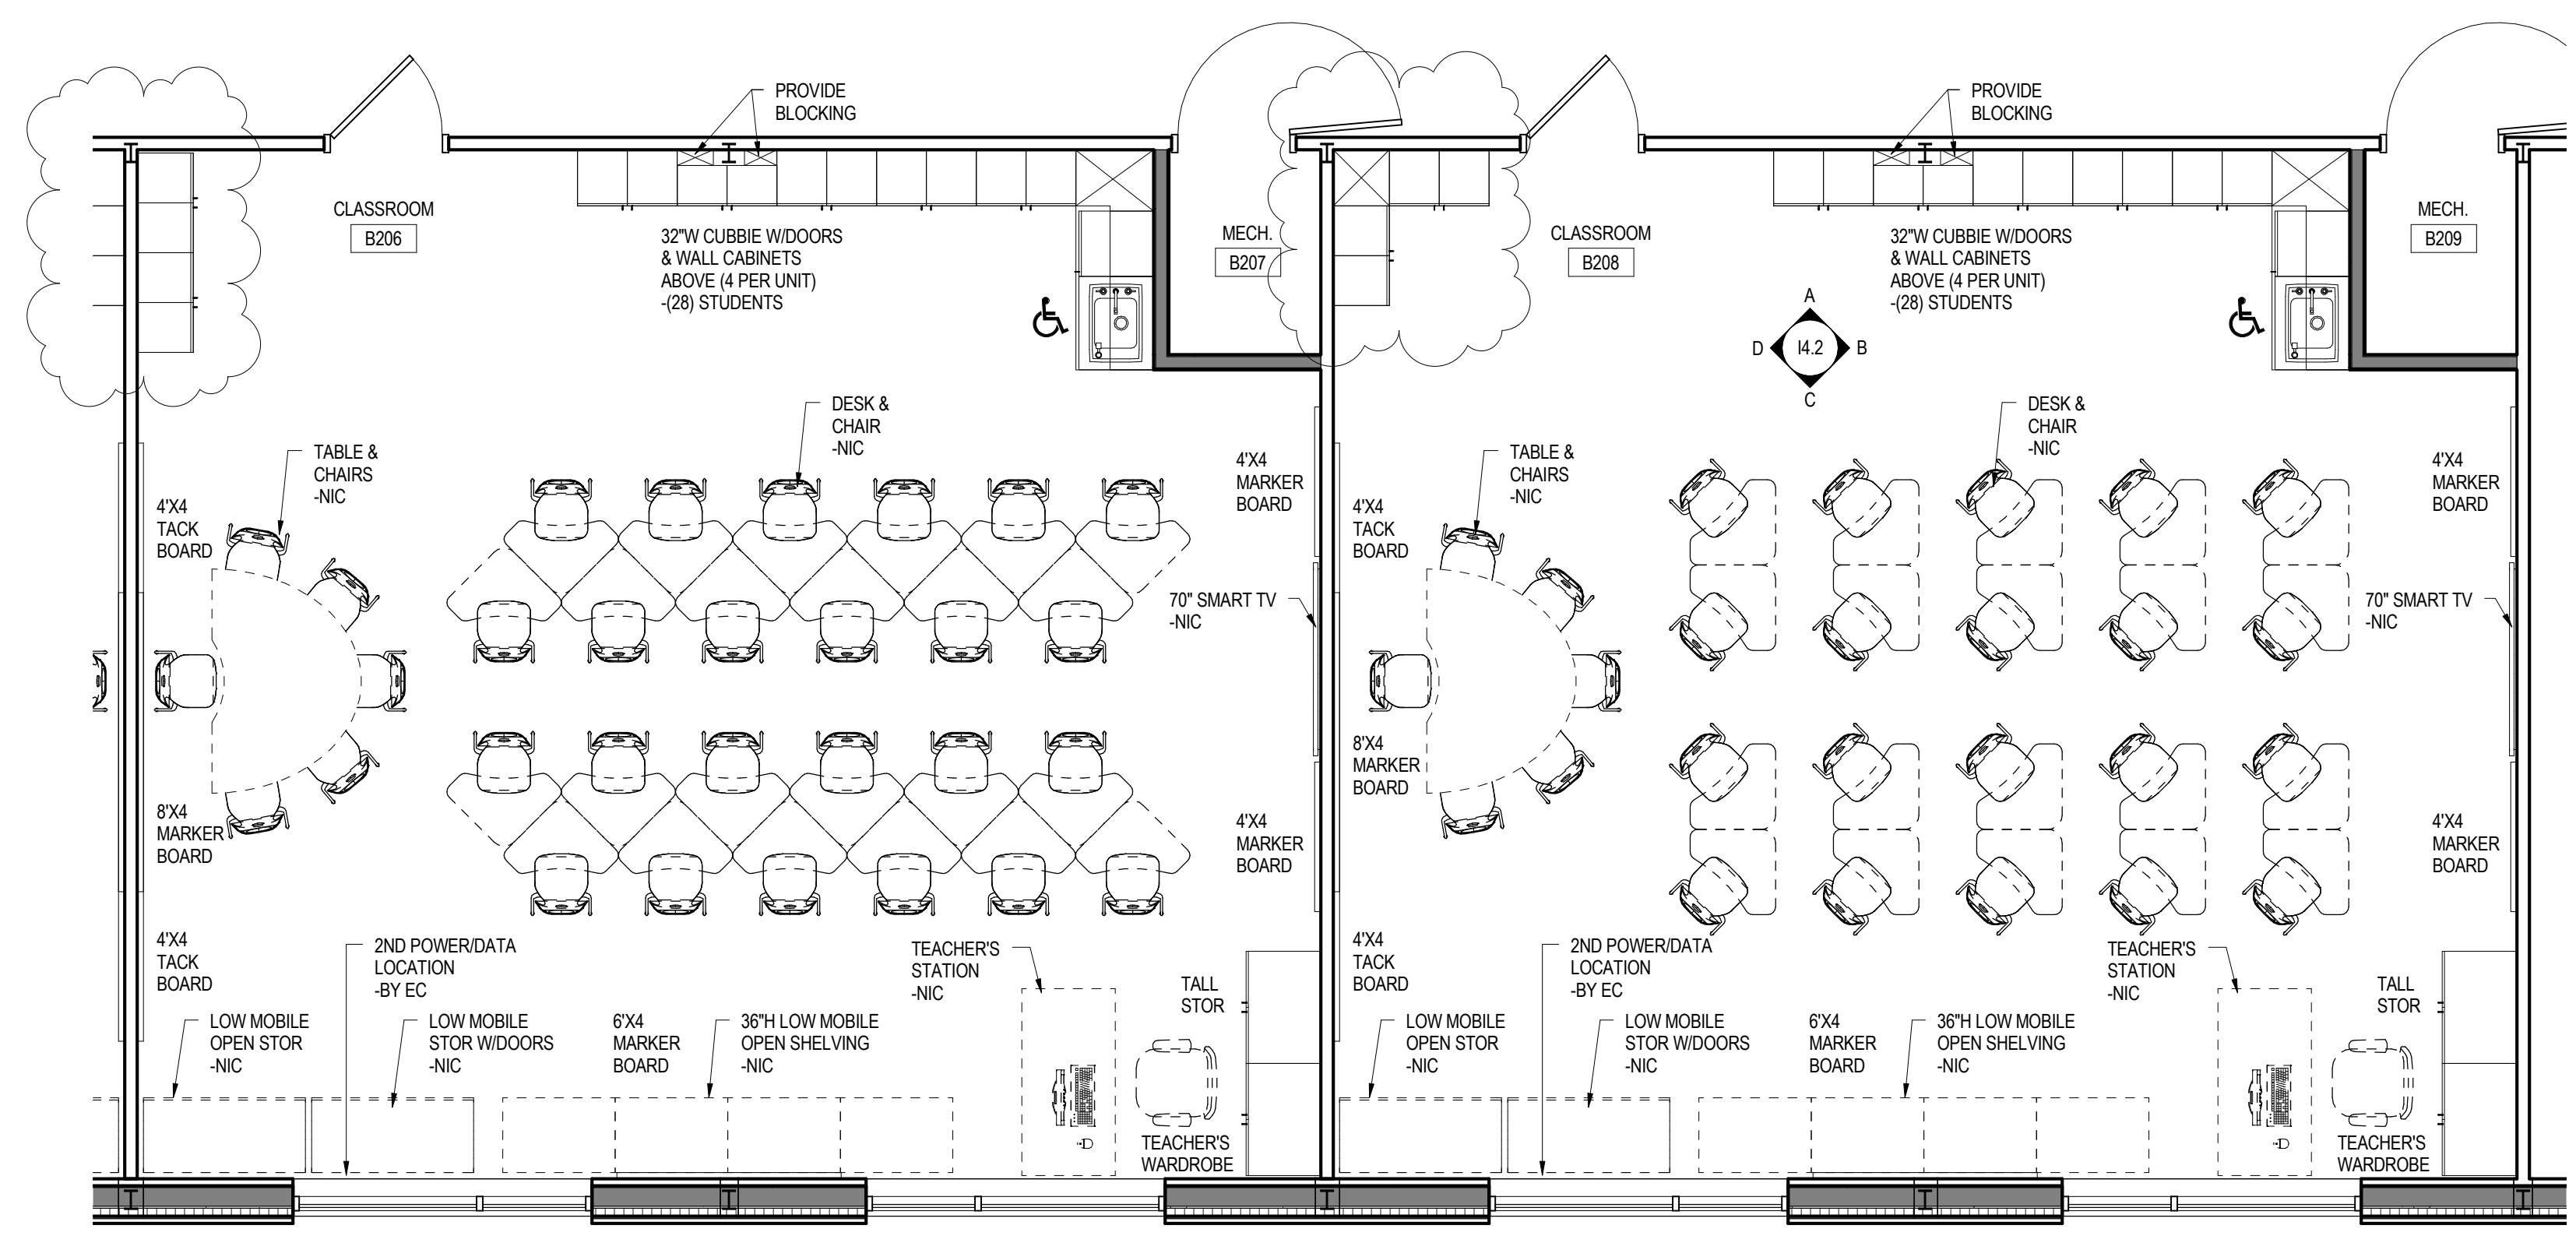 PROVIDE
BLOCKING
CLASSROOM
B206
32"W CUBBIE W/DOORS
& WALL CABINETS
ABOVE (4 PER UNIT)
-(28) STUDENTS
MECH.
B207
DESK &
CHAIR
-NIC
TABLE &
CHAIRS
-NIC
4'X4
TACK
BOARD
4'X4
MARKER
BOARD
70" SMART TV
-NIC
8'X4
MARKER
BOARD
4'X4
MARKER
BOARD
4'X4
TACK
BOARD
2ND POWER/DATA
LOCATION
-BY EC
TEACHER'S
STATION
-NIC
TALL
STOR
LOW MOBILE
OPEN STOR
-NIC
LOW MOBILE
STOR W/DOORS
-NIC
6'X4
MARKER
BOARD
36"H LOW MOBILE
OPEN SHELVING
-NIC
TEACHER'S
WARDROBE
PROVIDE
BLOCKING
CLASSROOM
B208
32"W CUBBIE W/DOORS
& WALL CABINETS
ABOVE (4 PER UNIT)
-(28) STUDENTS
MECH.
B209
A
D
I4.2
B
C
DESK &
CHAIR
-NIC
TABLE &
CHAIRS
-NIC
4'X4
TACK
BOARD
4'X4
MARKER
BOARD
70" SMART TV
-NIC
8'X4
MARKER
BOARD
4'X4
MARKER
BOARD
4'X4
TACK
BOARD
2ND POWER/DATA
LOCATION
-BY EC
TEACHER'S
STATION
-NIC
TALL
STOR
LOW MOBILE
OPEN STOR
-NIC
LOW MOBILE
STOR W/DOORS
-NIC
6'X4
MARKER
BOARD
36"H LOW MOBILE
OPEN SHELVING
-NIC
TEACHER'S
WARDROBE